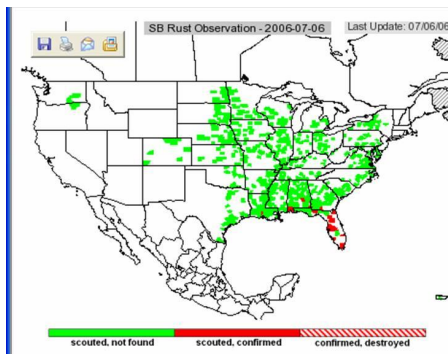 SB Rust Observation - 2006-07-06
Last Update: 07/06/06
scouted, not found
scouted, confirmed
confirmed, destroyed